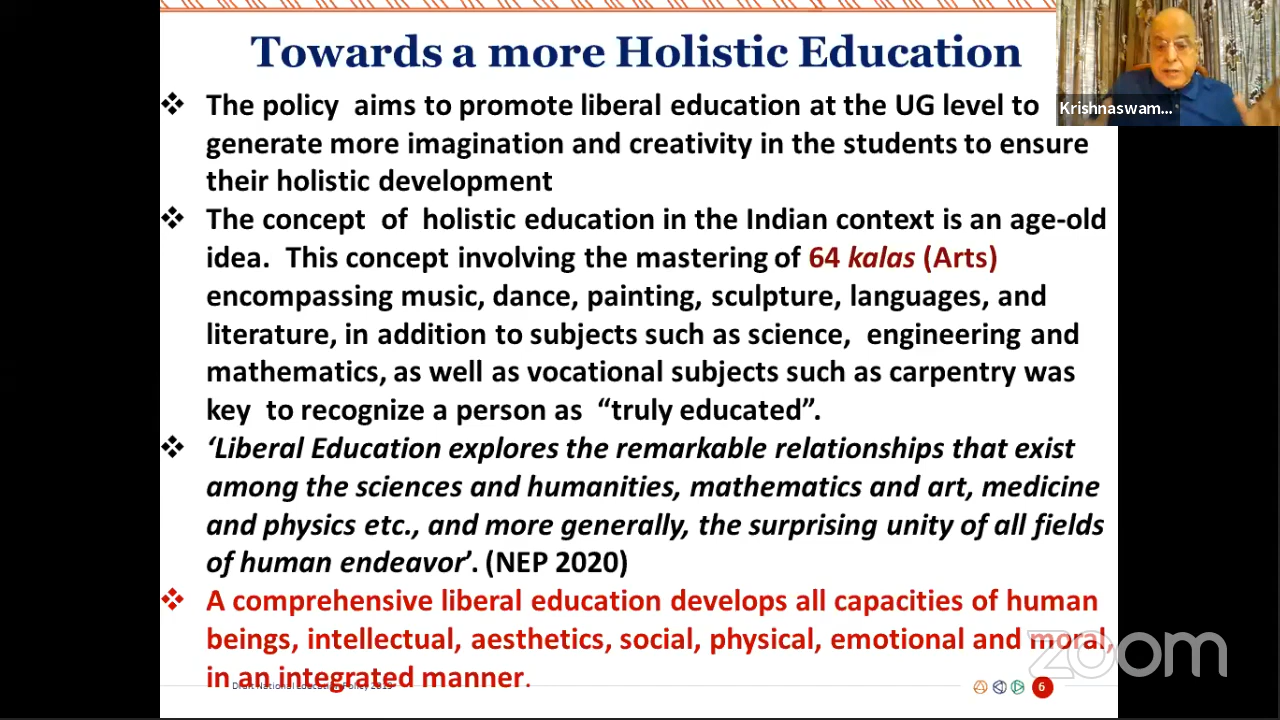 Towards a more Holistic Education
Krishnaswam...
❖ The policy aims to promote liberal education at the UG level to
generate more imagination and creativity in the students to ensure
their holistic development
❖ The concept of holistic education in the Indian context is an age-old
idea. This concept involving the mastering of 64 kalas (Arts)
encompassing music, dance, painting, sculpture, languages, and
literature, in addition to subjects such as science, engineering and
mathematics, as well as vocational subjects such as carpentry was
key to recognize a person as “truly educated”.
❖ ‘Liberal Education explores the remarkable relationships that exist
among the sciences and humanities, mathematics and art, medicine
and physics etc., and more generally, the surprising unity of all fields
of human endeavor’. (NEP 2020)
❖ A comprehensive liberal education develops all capacities of human
beings, intellectual, aesthetics, social, physical, emotional and moral,
in an integrated manner.
Draft National Education Policy 2019
6
zoom